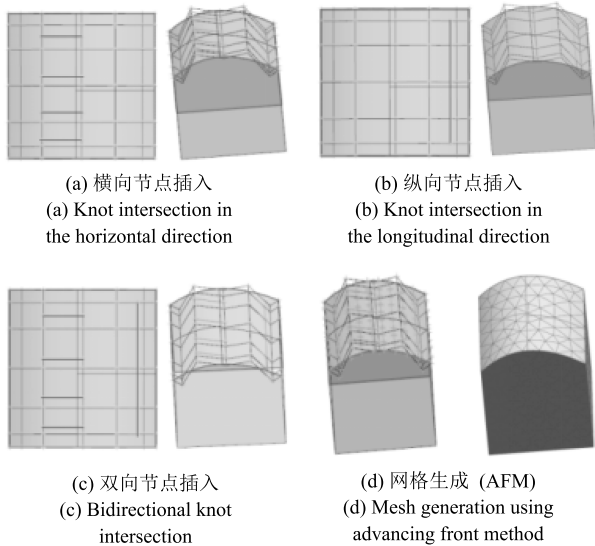 (a) 横向节点插入
(a) Knot intersection in
the horizontal direction
(b) 纵向节点插入
(b) Knot intersection in
the longitudinal direction
(c) 双向节点插入
(c) Bidirectional knot
intersection
(d) 网格生成 (AFM)
(d) Mesh generation using
advancing front method